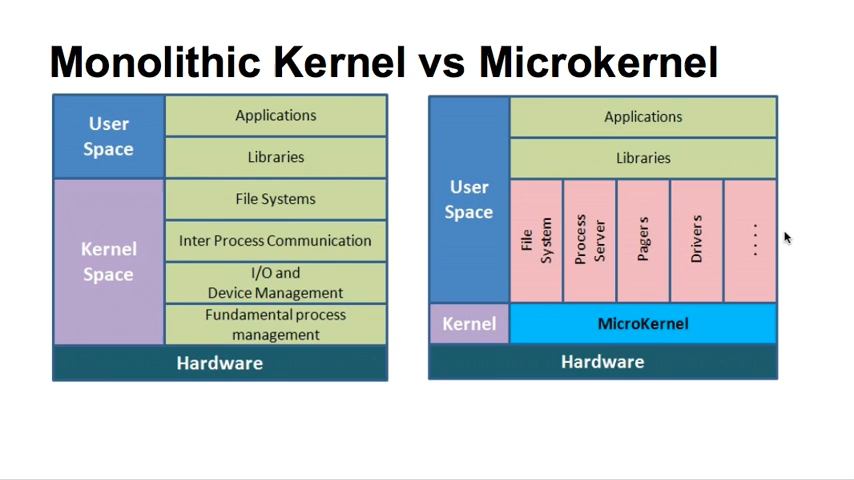 Monolithic Kernel vs Microkernel
User
Space
Applications
Libraries
Kernel
Space
File Systems
Inter Process Communication
I/O and
Device Management
Fundamental process
management
Hardware
User
Space
Applications
Libraries
File
System
Process
Server
Pagers
Drivers
. . . .
Kernel
MicroKernel
Hardware